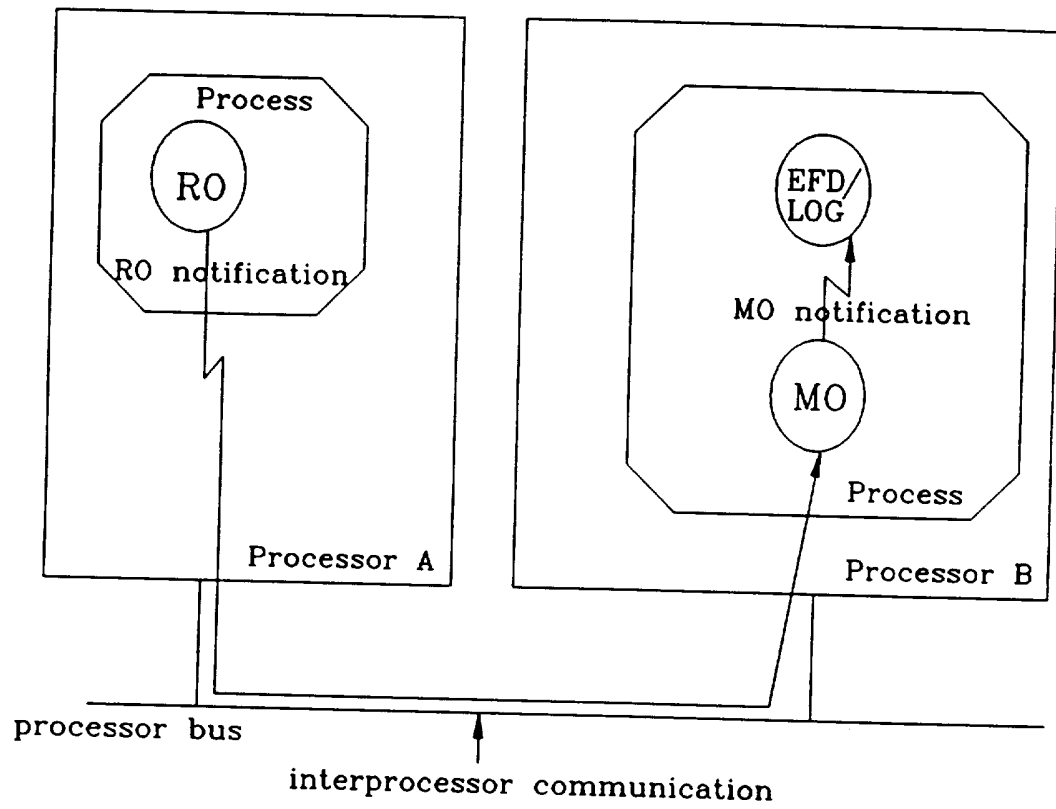 Process
RO
RO notification
Processor A
EFD/
LOG
MO notification
MO
Process
Processor B
processor bus
interprocessor communication